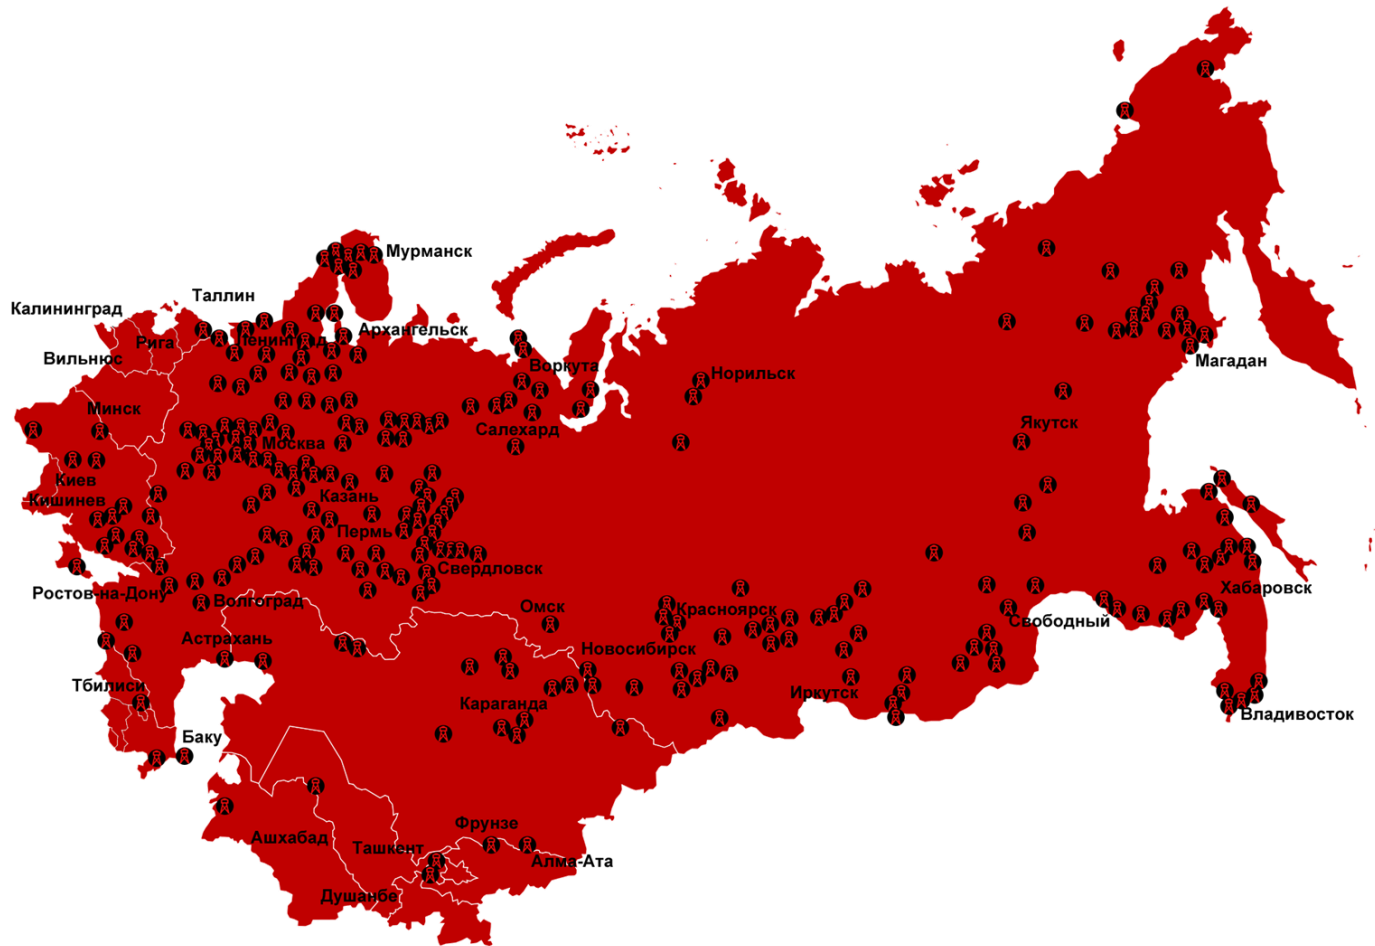 Мурманск
Таллин
Калининград
Архангельск
Ленинград
Рига
Вильнюс
Воркута
Норильск
Магадан
Минск
Якутск
Салехард
Москва
Киев
Казань
Кишинев
Пермь
Свердловск
Хабаровск
Ростов-на-Дону
Волгоград
Омск
Красноярск
Свободный
Астрахань
Новосибирск
Тбилиси
Иркутск
Караганда
Владивосток
Баку
Фрунзе
Ашхабад
Ташкент
Алма-Ата
Душанбе